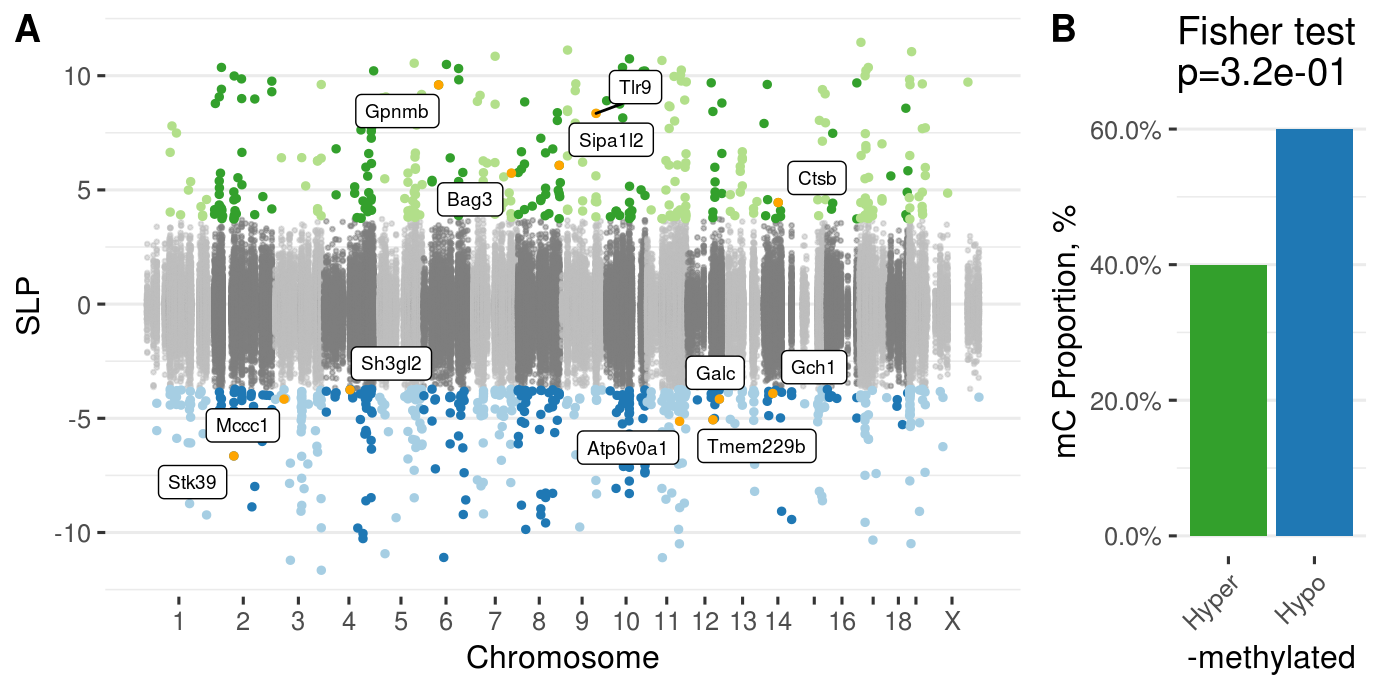 A
B
Fisher test
p=3.2e-01
SLP
10
5
0
-5
-10
Gpnmb
Tlr9
Sipa1l2
Bag3
Ctsb
Sh3gl2
Galc
Gch1
Mccc1
Atp6v0a1
Tmem229b
Stk39
1 2 3 4 5 6 7 8 9 10 11 12 13 14 16 18 X
Chromosome
mC Proportion, %
60.0%
40.0%
20.0%
0.0%
Hyper
Hypo
-methylated